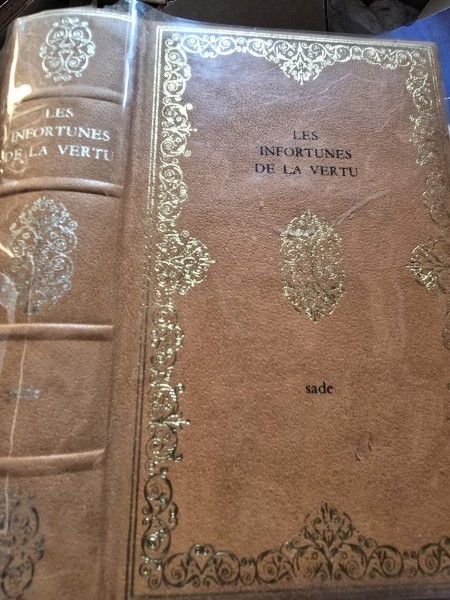 LES
INFORTUNES
DE LA VERTU
sade
LES
INFORTUNES
DE LA VERTU
sade